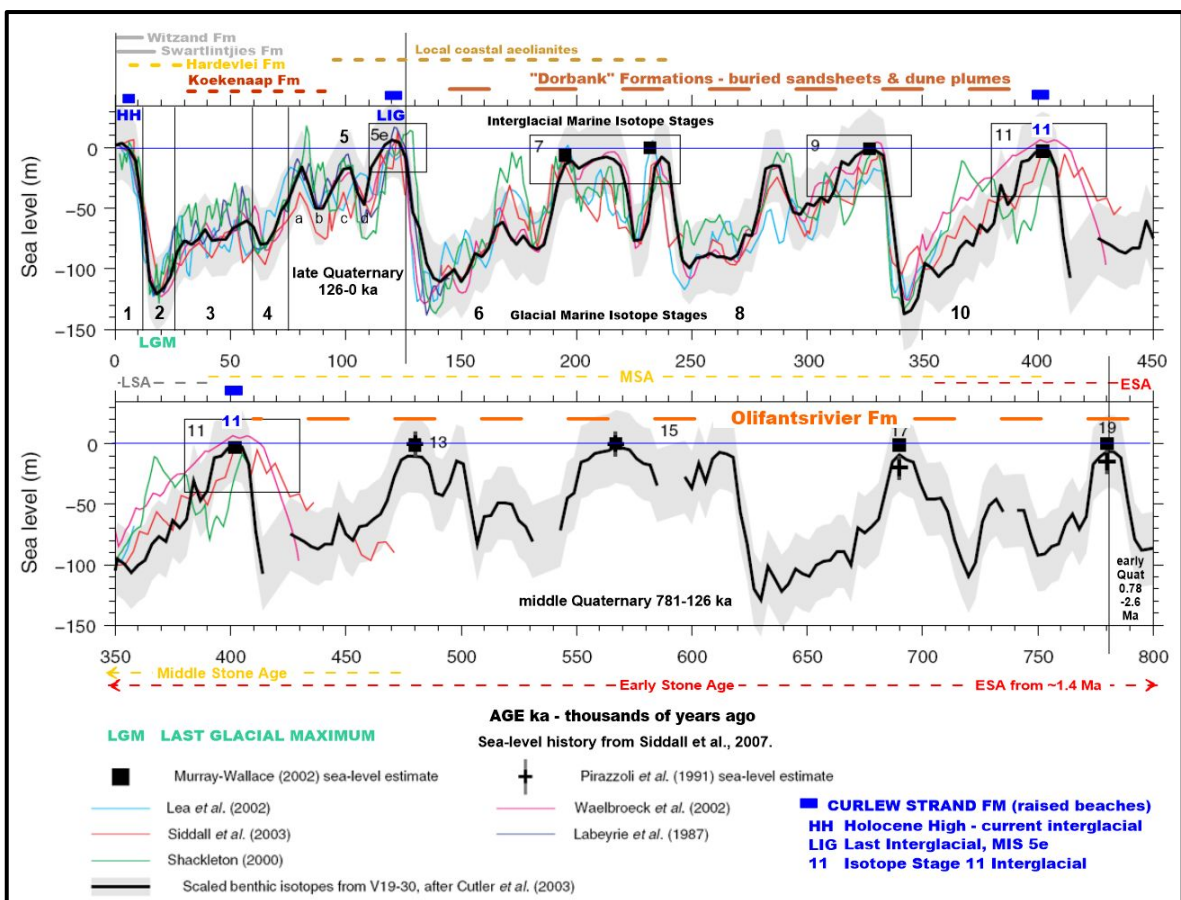 Witzand Fm
Swartlintjies Fm
Hardevlei Fm
Koekenaap Fm
Local coastal aeolianites
"Dorbank" Formations - buried sandsheets & dune plumes
HH
LIG
Interglacial Marine Isotope Stages
11
5
5e
7
9
11
0
−50
−100
−150
Sea level (m)
a
b
c
d
late Quaternary
126-0 ka
1
2
3
4
6
Glacial Marine Isotope Stages
8
10
LGM
0
50
100
150
200
250
300
350
400
450
LSA
MSA
ESA
11
Olifantsrivier Fm
11
13
15
17
19
0
−50
−100
−150
Sea level (m)
middle Quaternary 781-126 ka
early
Quat
0.78
-2.6
Ma
350
400
450
500
550
600
650
700
750
800
Middle Stone Age
Early Stone Age
ESA from ~1.4 Ma
AGE ka - thousands of years ago
LGM LAST GLACIAL MAXIMUM
Sea-level history from Siddall et al., 2007.
Murray-Wallace (2002) sea-level estimate
Pirazzoli et al. (1991) sea-level estimate
Lea et al. (2002)
Waelbroeck et al. (2002)
Siddall et al. (2003)
Labeyrie et al. (1987)
Shackleton (2000)
Scaled benthic isotopes from V19-30, after Cutler et al. (2003)
CURLEW STRAND FM (raised beaches)
HH Holocene High - current interglacial
LIG Last Interglacial, MIS 5e
11 Isotope Stage 11 Interglacial